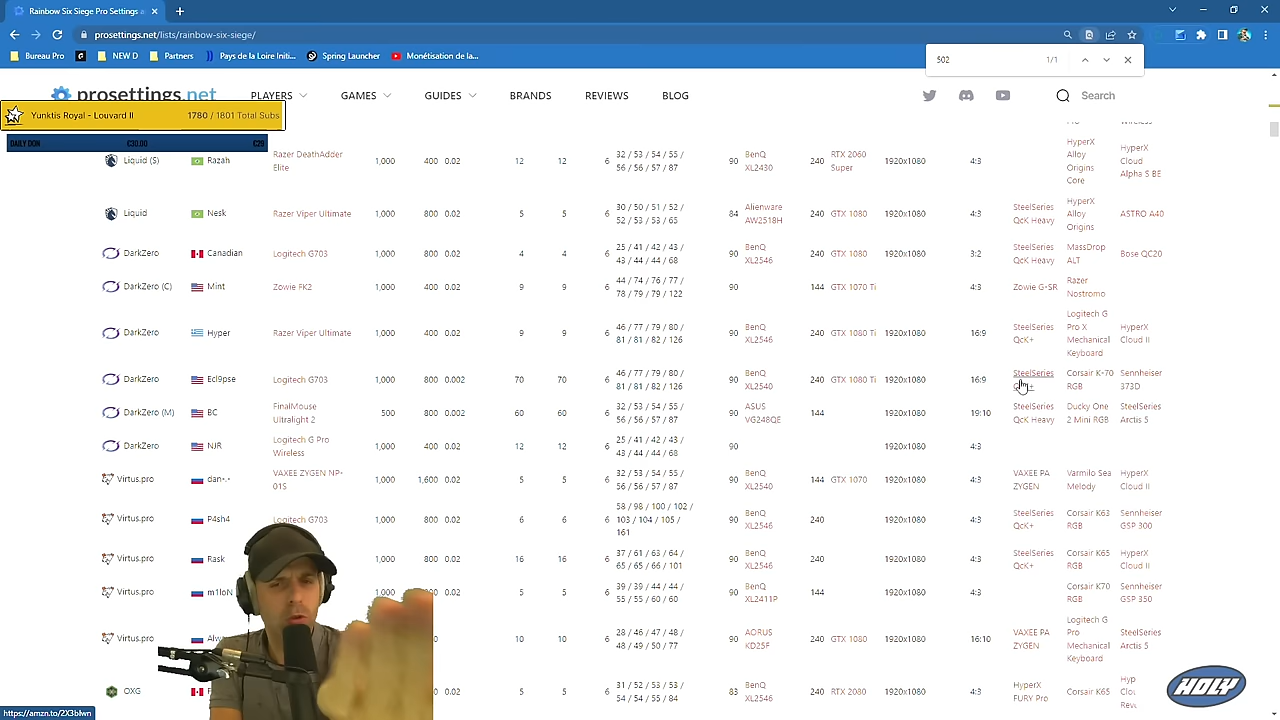 Rainbow Six Siege Pro Settings a
prosettings.net/lists/rainbow-six-siege/
Bureau Pro NEW D Partners Pays de la Loire Initi... Spring Launcher Monétisation de la...
502 1/1
prosettings.net PLAYERS GAMES GUIDES BRANDS REVIEWS BLOG Search
Yunktis Royal - Louvard II 1780 / 1801 Total Subs
DAILY DON €30,00 €29
Wireless
Liquid (S) Razah Razer DeathAdder Elite 1,000 400 0.02 12 12 6 32 / 53 / 54 / 55 / 56 / 56 / 57 / 87 90 BenQ XL2430 240 RTX 2060 Super 1920x1080 4:3 HyperX Alloy Origins Core HyperX Cloud Alpha S BE
Liquid Nesk Razer Viper Ultimate 1,000 800 0.02 5 5 6 30 / 50 / 51 / 52 / 52 / 53 / 53 / 65 84 Alienware AW2518H 240 GTX 1080 1920x1080 4:3 SteelSeries QcK Heavy HyperX Alloy Origins ASTRO A40
DarkZero Canadian Logitech G703 1,000 800 0.02 4 4 6 25 / 41 / 42 / 43 / 43 / 44 / 44 / 68 90 BenQ XL2546 240 GTX 1080 1920x1080 3:2 SteelSeries QcK Heavy MassDrop ALT Bose QC20
DarkZero (C) Mint Zowie FK2 1,000 400 0.02 9 9 6 44 / 74 / 76 / 77 / 78 / 79 / 79 / 122 90 144 GTX 1070 Ti 1920x1080 4:3 Zowie G-SR Razer Nostromo
DarkZero Hyper Razer Viper Ultimate 1,000 400 0.02 9 9 6 46 / 77 / 79 / 80 / 81 / 81 / 82 / 126 90 BenQ XL2546 240 GTX 1080 Ti 1920x1080 16:9 SteelSeries QcK+ Logitech G Pro X Mechanical Keyboard HyperX Cloud II
DarkZero Ecl9pse Logitech G703 1,000 800 0.002 70 70 6 46 / 77 / 79 / 80 / 81 / 81 / 82 / 126 90 BenQ XL2540 240 GTX 1080 Ti 1920x1080 16:9 SteelSeries Corsair K-70 RGB Sennheiser 373D
DarkZero (M) BC FinalMouse Ultralight 2 500 800 0.002 60 60 6 32 / 53 / 54 / 55 / 56 / 56 / 57 / 87 90 ASUS VG248QE 144 1920x1080 19:10 SteelSeries QcK Heavy Ducky One 2 Mini RGB SteelSeries Arctis 5
DarkZero NJR Logitech G Pro Wireless 1,000 400 0.02 12 12 6 25 / 41 / 42 / 43 / 43 / 44 / 44 / 68 90 1920x1080 4:3
Virtus.pro dan-.- VAXEE ZYGEN NP-01S 1,000 1,600 0.02 5 5 6 32 / 53 / 54 / 55 / 56 / 56 / 57 / 87 90 BenQ XL2540 144 GTX 1070 1920x1080 4:3 VAXEE PA ZYGEN Varmilo Sea Melody HyperX Cloud II
Virtus.pro P4sh4 Logitech G703 1,000 800 0.02 6 6 6 58 / 98 / 100 / 102 / 103 / 104 / 105 / 161 90 BenQ XL2546 240 1920x1080 4:3 SteelSeries QcK+ Corsair K63 RGB Sennheiser GSP 300
Virtus.pro Rask 1,000 800 0.02 16 16 6 37 / 61 / 63 / 64 / 65 / 65 / 66 / 101 90 BenQ XL2546 240 1920x1080 4:3 SteelSeries QcK+ Corsair K65 RGB HyperX Cloud II
Virtus.pro m1loN 1,000 0.02 5 5 6 39 / 39 / 44 / 44 / 55 / 55 / 60 / 60 90 BenQ XL2411P 144 1920x1080 4:3 Corsair K70 RGB Sennheiser GSP 350
Virtus.pro 0.02 10 10 6 28 / 46 / 47 / 48 / 48 / 49 / 50 / 77 90 AORUS KD25F 240 GTX 1080 1920x1080 16:10 VAXEE PA ZYGEN Logitech G Pro Mechanical Keyboard SteelSeries Arctis 5
OXG 0.02 5 5 6 31 / 52 / 53 / 53 / 54 / 54 / 55 / 84 83 BenQ XL2546 240 RTX 2080 1920x1080 4:3 HyperX FURY Pro Corsair K65
HOLY
https://amzn.to/2X3blwn